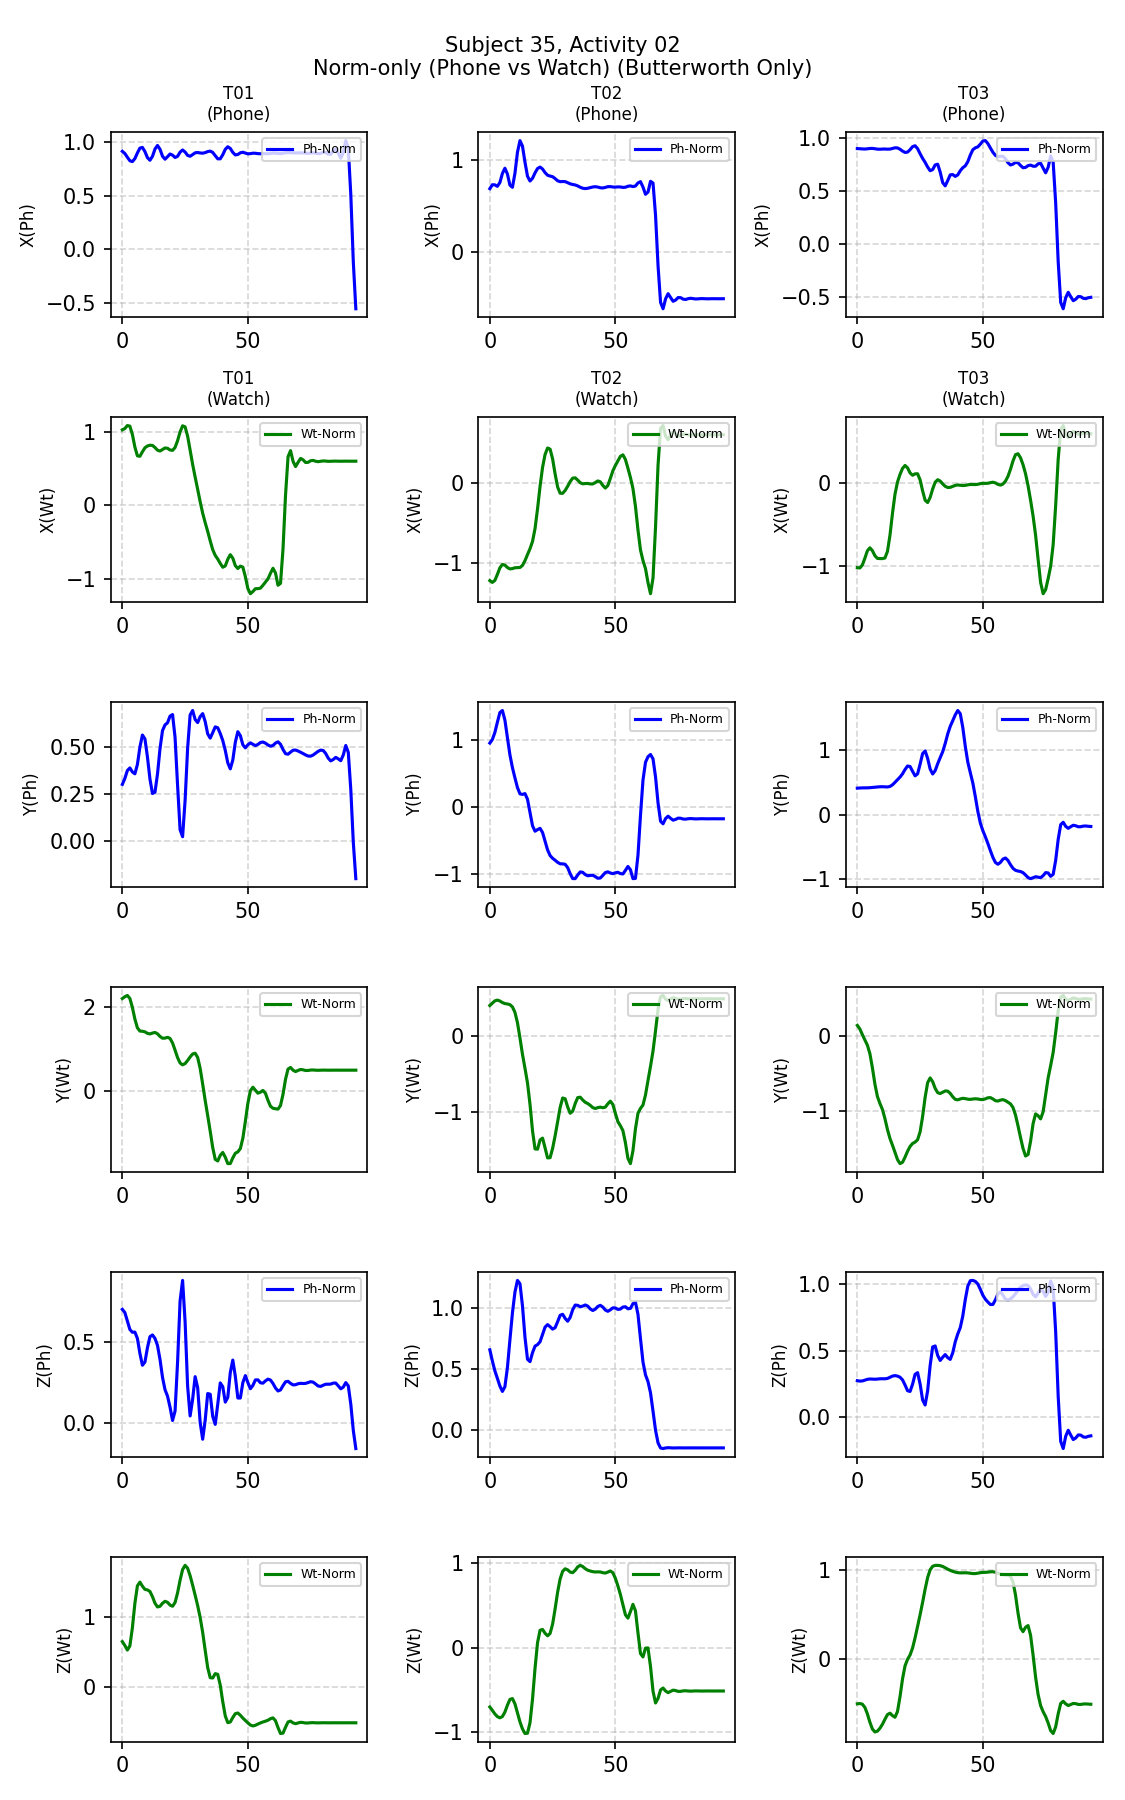 Subject 35, Activity 02
Norm-only (Phone vs Watch) (Butterworth Only)
T01
(Phone)
T02
(Phone)
T03
(Phone)
X(Ph)
1.0
0.5
0.0
−0.5
0
50
Ph-Norm
X(Ph)
1
0
0
50
Ph-Norm
X(Ph)
1.0
0.5
0.0
−0.5
0
50
Ph-Norm
T01
(Watch)
T02
(Watch)
T03
(Watch)
X(Wt)
1
0
−1
0
50
Wt-Norm
X(Wt)
0
−1
0
50
Wt-Norm
X(Wt)
0
−1
0
50
Wt-Norm
Y(Ph)
0.50
0.25
0.00
0
50
Ph-Norm
Y(Ph)
1
0
−1
0
50
Ph-Norm
Y(Ph)
1
0
−1
0
50
Ph-Norm
Y(Wt)
2
0
0
50
Wt-Norm
Y(Wt)
0
−1
0
50
Wt-Norm
Y(Wt)
0
−1
0
50
Wt-Norm
Z(Ph)
0.5
0.0
0
50
Ph-Norm
Z(Ph)
1.0
0.5
0.0
0
50
Ph-Norm
Z(Ph)
1.0
0.5
0.0
0
50
Ph-Norm
Z(Wt)
1
0
0
50
Wt-Norm
Z(Wt)
1
0
−1
0
50
Wt-Norm
Z(Wt)
1
0
0
50
Wt-Norm